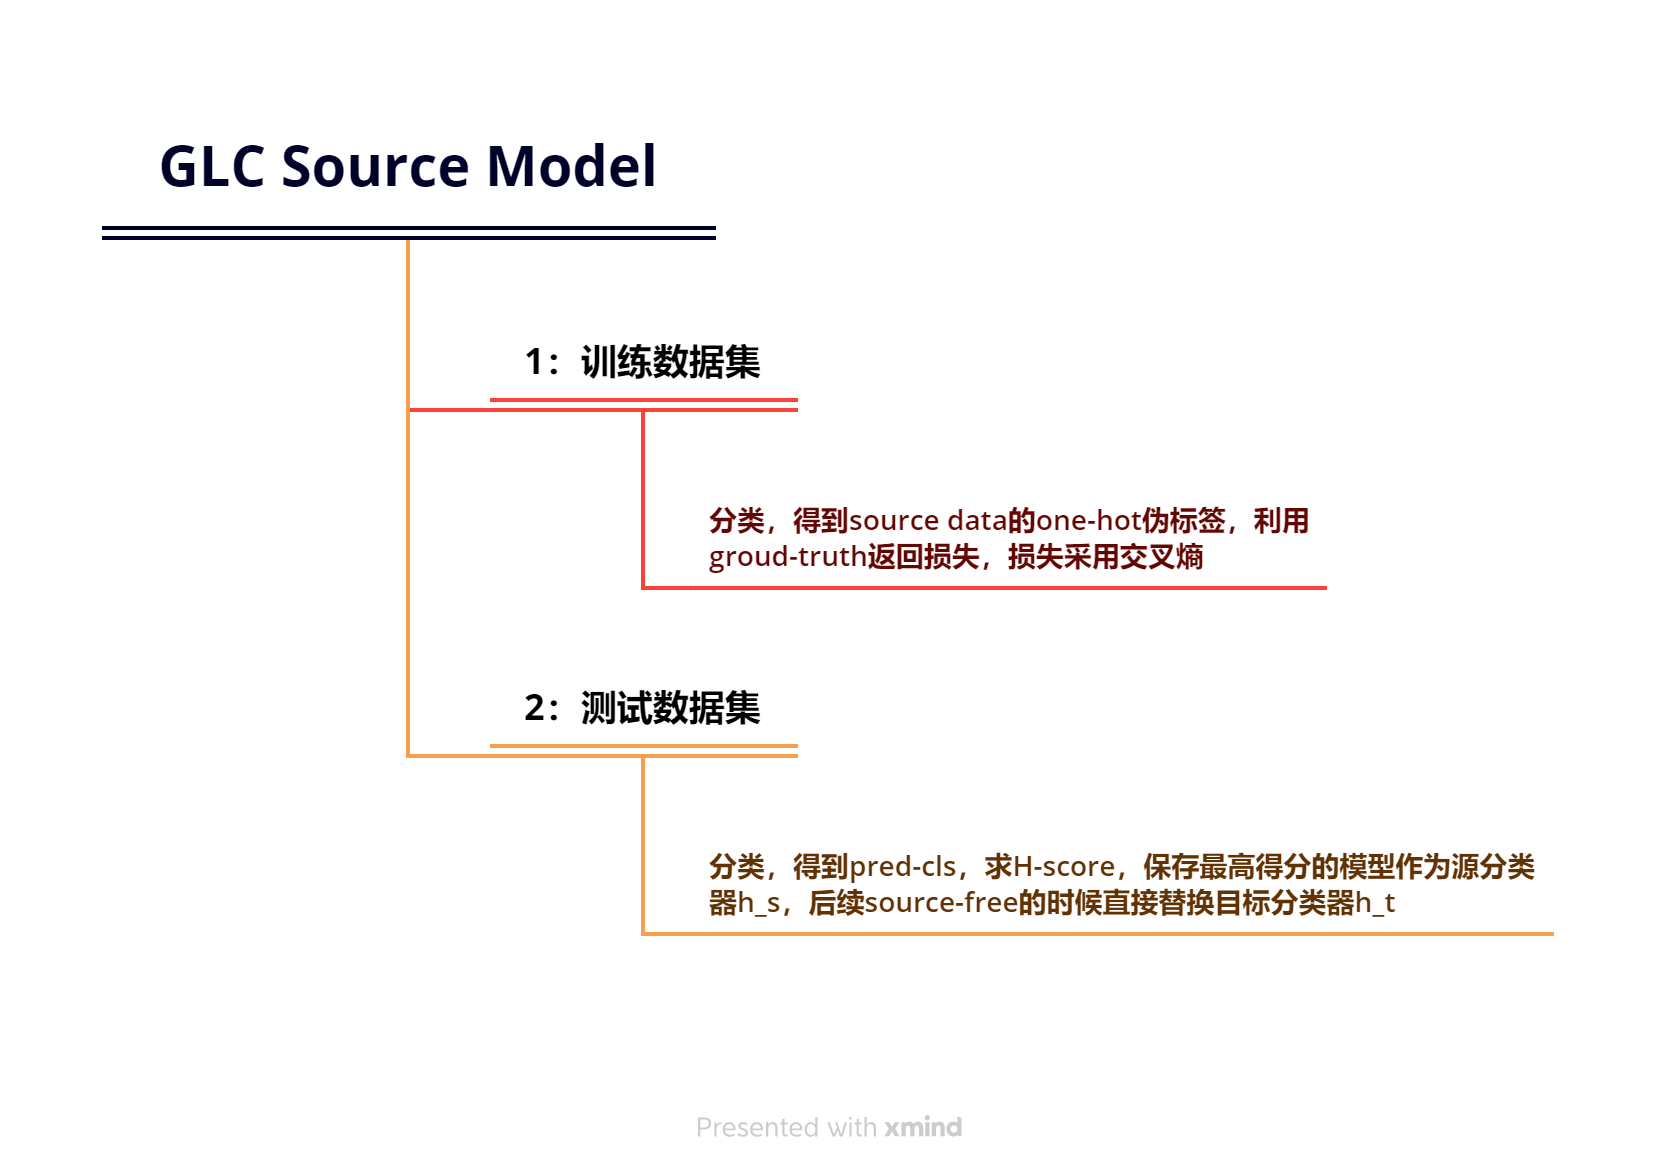 GLC Source Model
1：训练数据集
分类，得到source data的one-hot伪标签，利用
groud-truth返回损失，损失采用交叉熵
2：测试数据集
分类，得到pred-cls，求H-score，保存最高得分的模型作为源分类
器h_s，后续source-free的时候直接替换目标分类器h_t
Presented with xmind